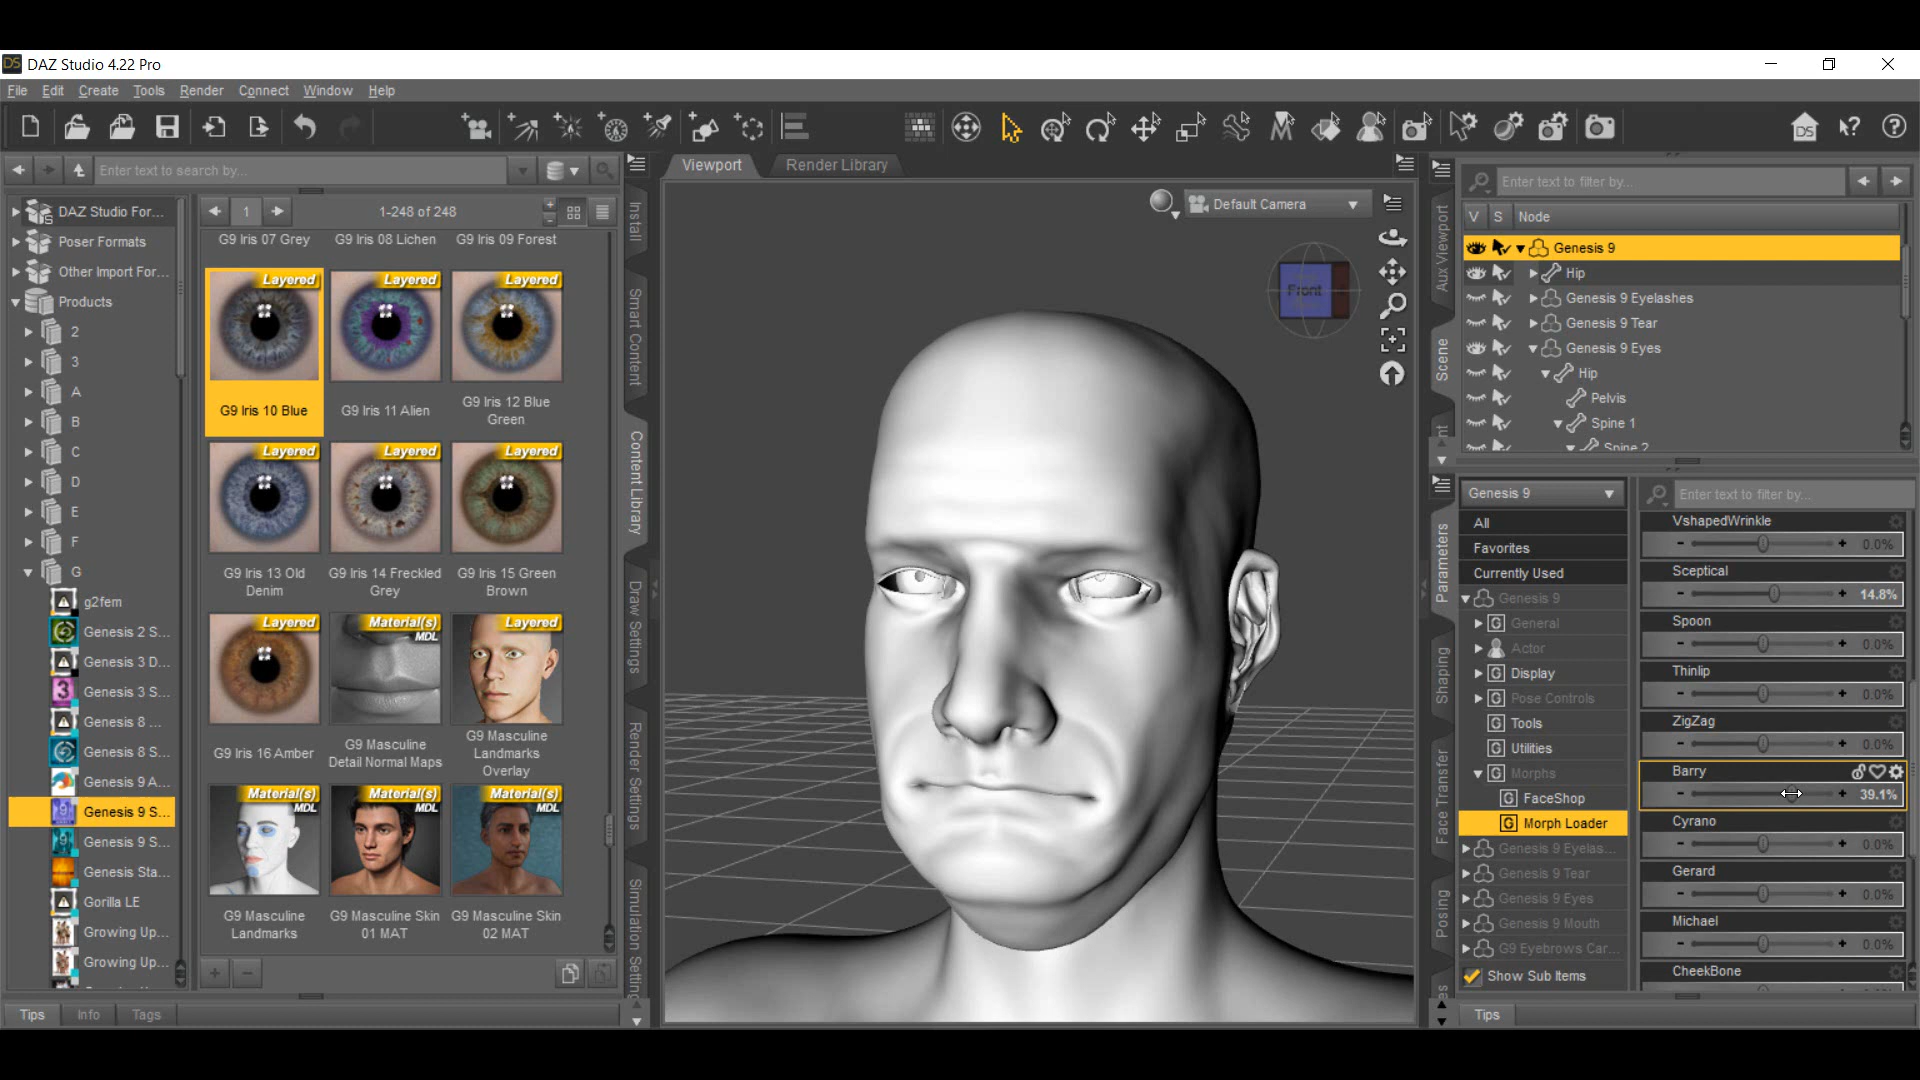 DAZ Studio 4.22 Pro
File Edit Create Tools Render Connect Window Help
Enter text to search by...
DAZ Studio For...
Poser Formats
Other Import For...
Products
2
3
A
B
C
D
E
F
G
g2fem
Genesis 2 S...
Genesis 3 D...
Genesis 3 S...
Genesis 8 ...
Genesis 8 S...
Genesis 9 A...
Genesis 9 S...
Genesis 9 S...
Genesis Sta...
Gorilla LE
Growing Up...
Growing Up...
Tips Info Tags
1 1-248 of 248
G9 Iris 07 Grey G9 Iris 08 Lichen G9 Iris 09 Forest
Layered Layered Layered
G9 Iris 10 Blue
G9 Iris 11 Alien
G9 Iris 12 Blue
Green
Layered Layered Layered
G9 Iris 13 Old
Denim
G9 Iris 14 Freckled
Grey
G9 Iris 15 Green
Brown
Layered
Material(s)
MDL
Layered
G9 Iris 16 Amber
G9 Masculine
Detail Normal Maps
G9 Masculine
Landmarks
Overlay
Material(s)
MDL
Material(s)
MDL
Material(s)
MDL
G9 Masculine
Landmarks
G9 Masculine Skin
01 MAT
G9 Masculine Skin
02 MAT
Install
Smart Content
Content Library
Draw Settings
Render Settings
Simulation Setting
Viewport Render Library
Default Camera
Front
Aux Viewport
Scene
Enter text to filter by...
V S Node
Genesis 9
Hip
Genesis 9 Eyelashes
Genesis 9 Tear
Genesis 9 Eyes
Hip
Pelvis
Spine 1
Spine 2
Parameters
Shaping
Face Transfer
Posing
Genesis 9
All
Favorites
Currently Used
Genesis 9
General
Actor
Display
Pose Controls
Tools
Utilities
Morphs
FaceShop
Morph Loader
Genesis 9 Eyelas...
Genesis 9 Tear
Genesis 9 Eyes
Genesis 9 Mouth
G9 Eyebrows Car...
Show Sub Items
Enter text to filter by...
VshapedWrinkle
0.0%
Sceptical
14.8%
Spoon
0.0%
Thinlip
0.0%
ZigZag
0.0%
Barry
39.1%
Cyrano
0.0%
Gerard
0.0%
Michael
0.0%
CheekBone
Tips